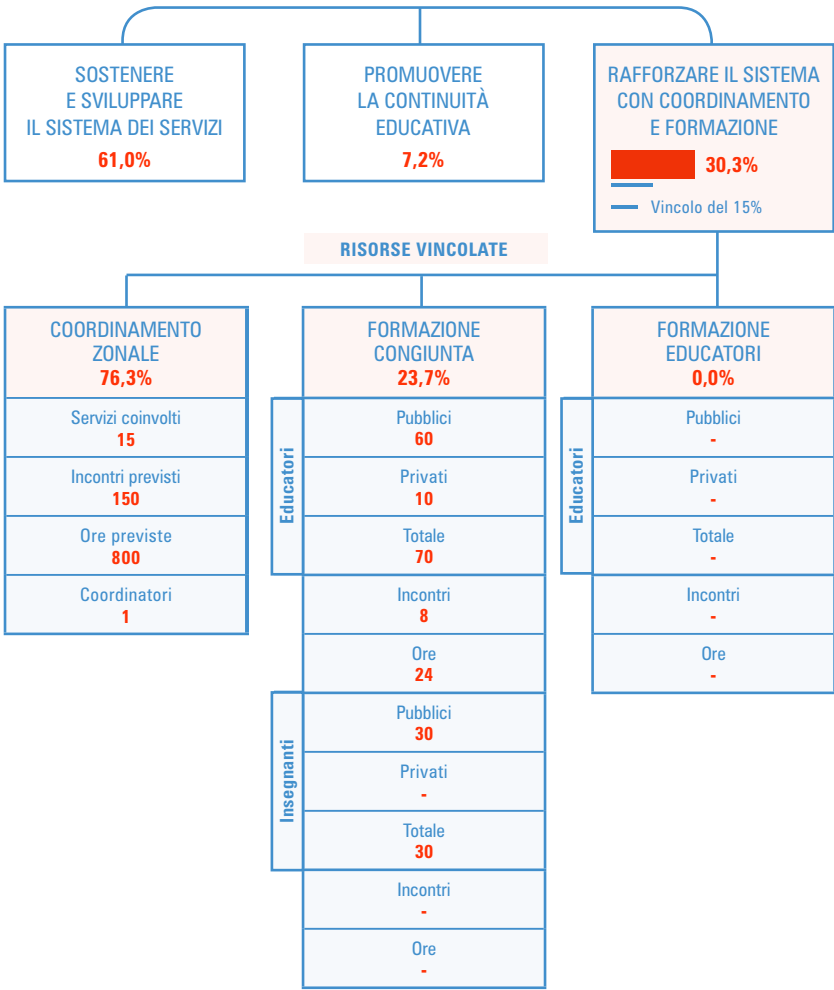 SOSTENERE
E SVILUPPARE
IL SISTEMA DEI SERVIZI
61,0%
PROMUOVERE
LA CONTINUITÀ
EDUCATIVA
7,2%
RAFFORZARE IL SISTEMA
CON COORDINAMENTO
E FORMAZIONE
30,3%
Vincolo del 15%
RISORSE VINCOLATE
COORDINAMENTO
ZONALE
76,3%
Servizi coinvolti
15
Incontri previsti
150
Ore previste
800
Coordinatori
1
FORMAZIONE
CONGIUNTA
23,7%
Educatori
Pubblici
60
Privati
10
Totale
70
Incontri
8
Ore
24
Insegnanti
Pubblici
30
Privati
-
Totale
30
Incontri
-
Ore
-
FORMAZIONE
EDUCATORI
0,0%
Educatori
Pubblici
-
Privati
-
Totale
-
Incontri
-
Ore
-